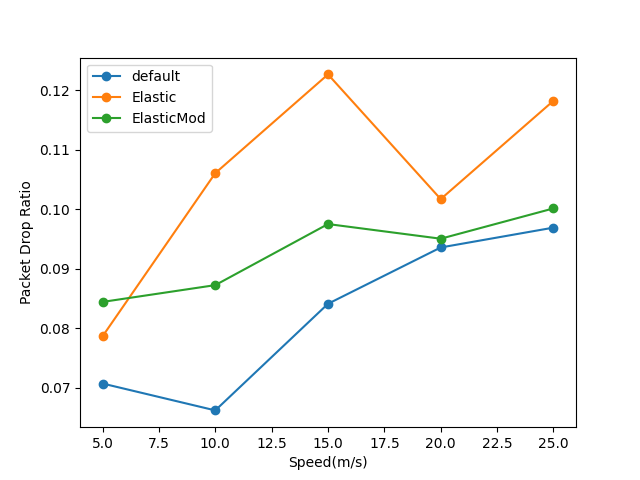 default
Elastic
ElasticMod
0.12
0.11
0.10
0.09
0.08
0.07
Packet Drop Ratio
5.0 7.5 10.0 12.5 15.0 17.5 20.0 22.5 25.0
Speed(m/s)